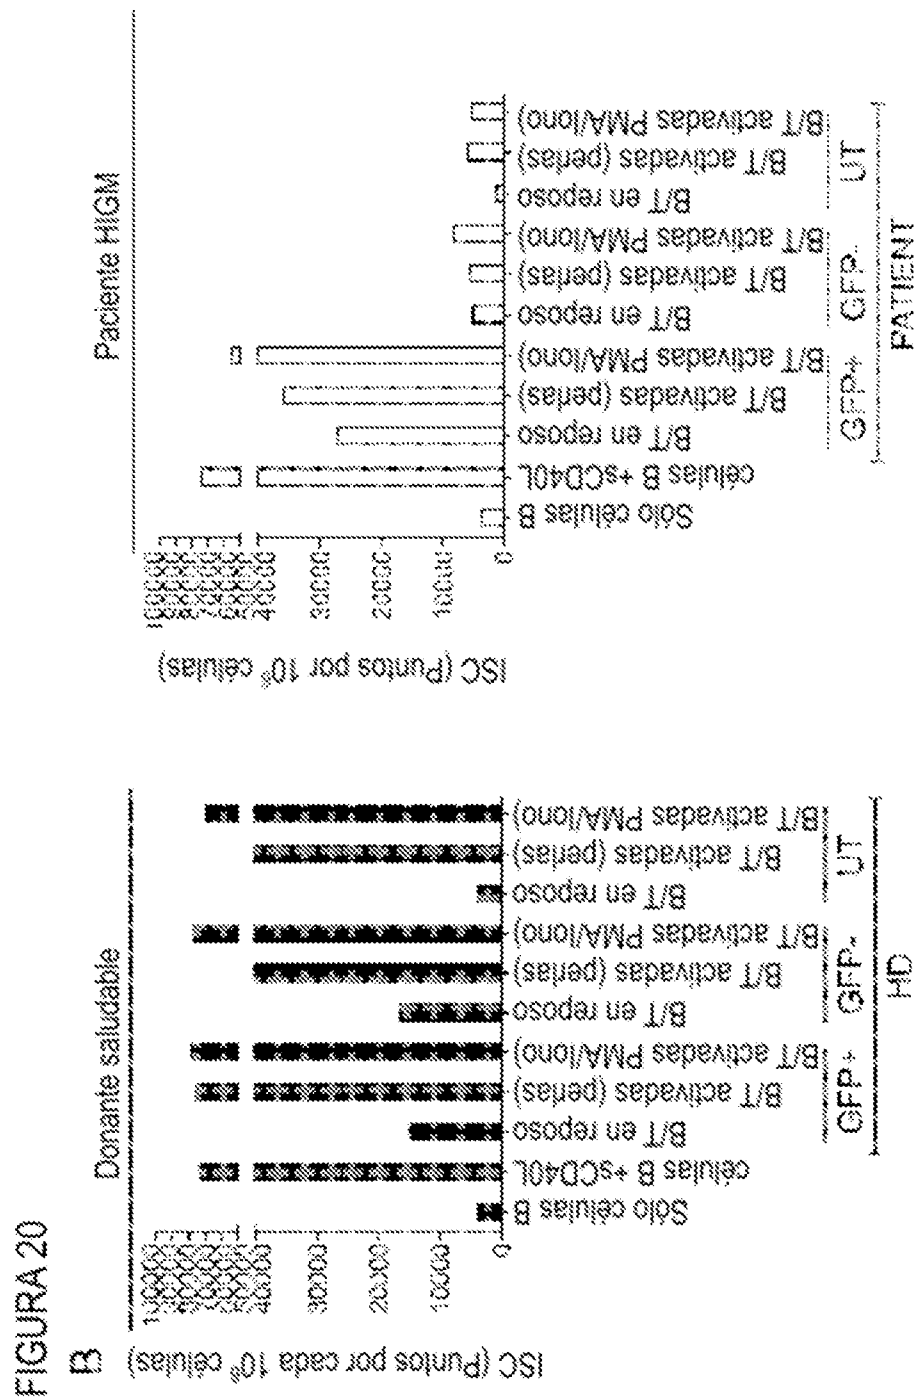 FIGURA 20
B
Donante saludable
ISC (Puntos por cada 10⁶ células)
40000
30000
20000
10000
0
Sólo células B
células B +sCD40L
B/T en reposo
B/T activadas (perlas)
B/T activadas PMA/Iono)
B/T en reposo
B/T activadas (perlas)
B/T activadas PMA/Iono)
B/T en reposo
B/T activadas (perlas)
B/T activadas PMA/Iono)
GFP+
GFP-
UT
HD
Paciente HIGM
ISC (Puntos por 10⁶ células)
100000
40000
30000
20000
10000
0
Sólo células B
células B +sCD40L
B/T en reposo
B/T activadas (perlas)
B/T activadas PMA/Iono)
B/T en reposo
B/T activadas (perlas)
B/T activadas PMA/Iono)
B/T en reposo
B/T activadas (perlas)
B/T activadas PMA/Iono)
GFP+
GFP-
UT
PATIENT